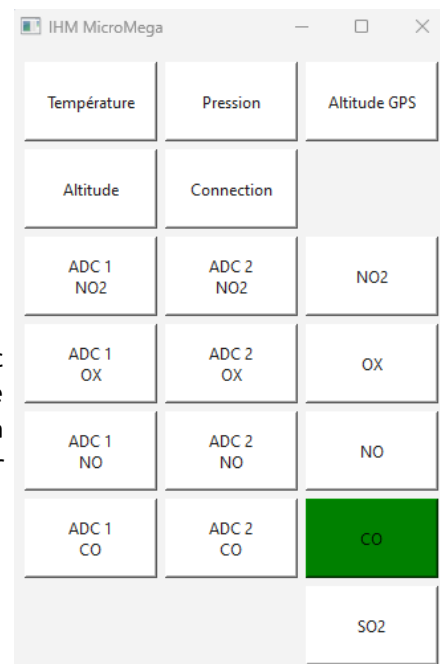 IHM MicroMega
Température
Pression
Altitude GPS
Altitude
Connection
ADC 1
NO2
ADC 2
NO2
NO2
ADC 1
OX
ADC 2
OX
OX
ADC 1
NO
ADC 2
NO
NO
ADC 1
CO
ADC 2
CO
CO
SO2